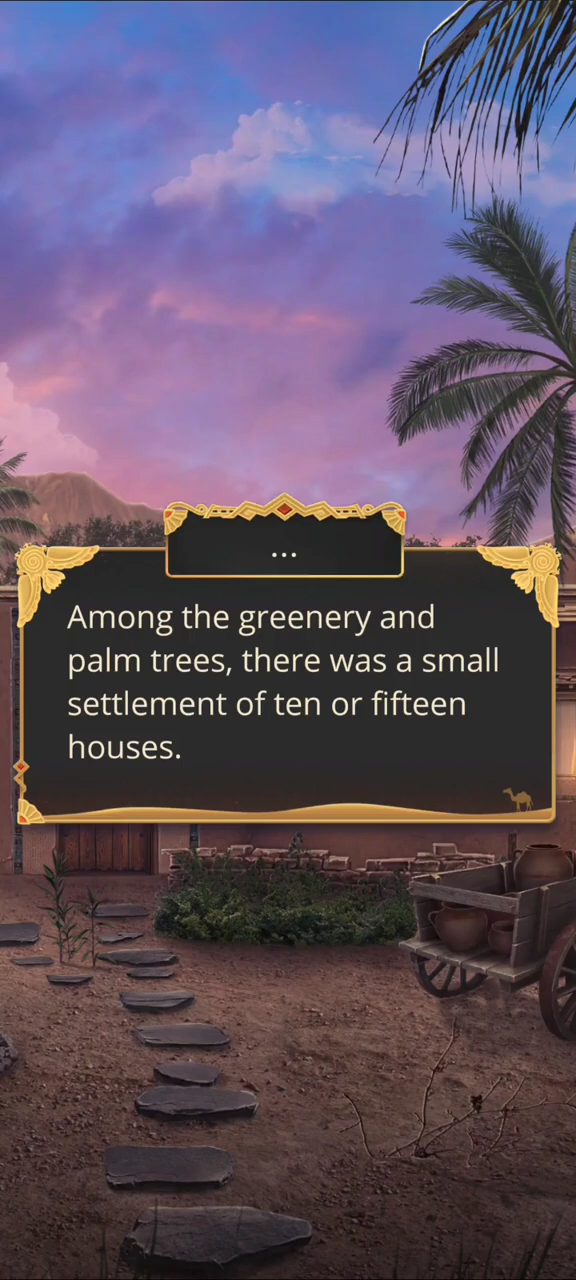 ...
Among the greenery and
palm trees, there was a small
settlement of ten or fifteen
houses.